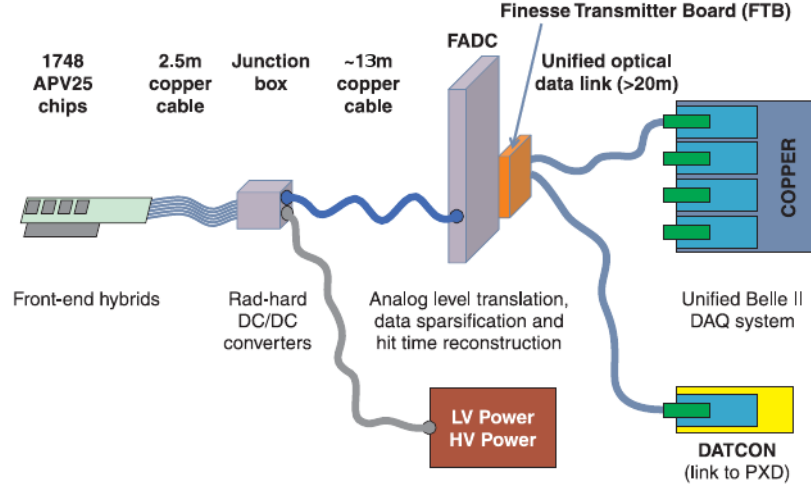 Finesse Transmitter Board (FTB)
1748
APV25
chips
2.5m
copper
cable
Junction
box
~13m
copper
cable
FADC
Unified optical
data link (>20m)
COPPER
Front-end hybrids
Rad-hard
DC/DC
converters
Analog level translation,
data sparsification and
hit time reconstruction
Unified Belle II
DAQ system
LV Power
HV Power
DATCON
(link to PXD)